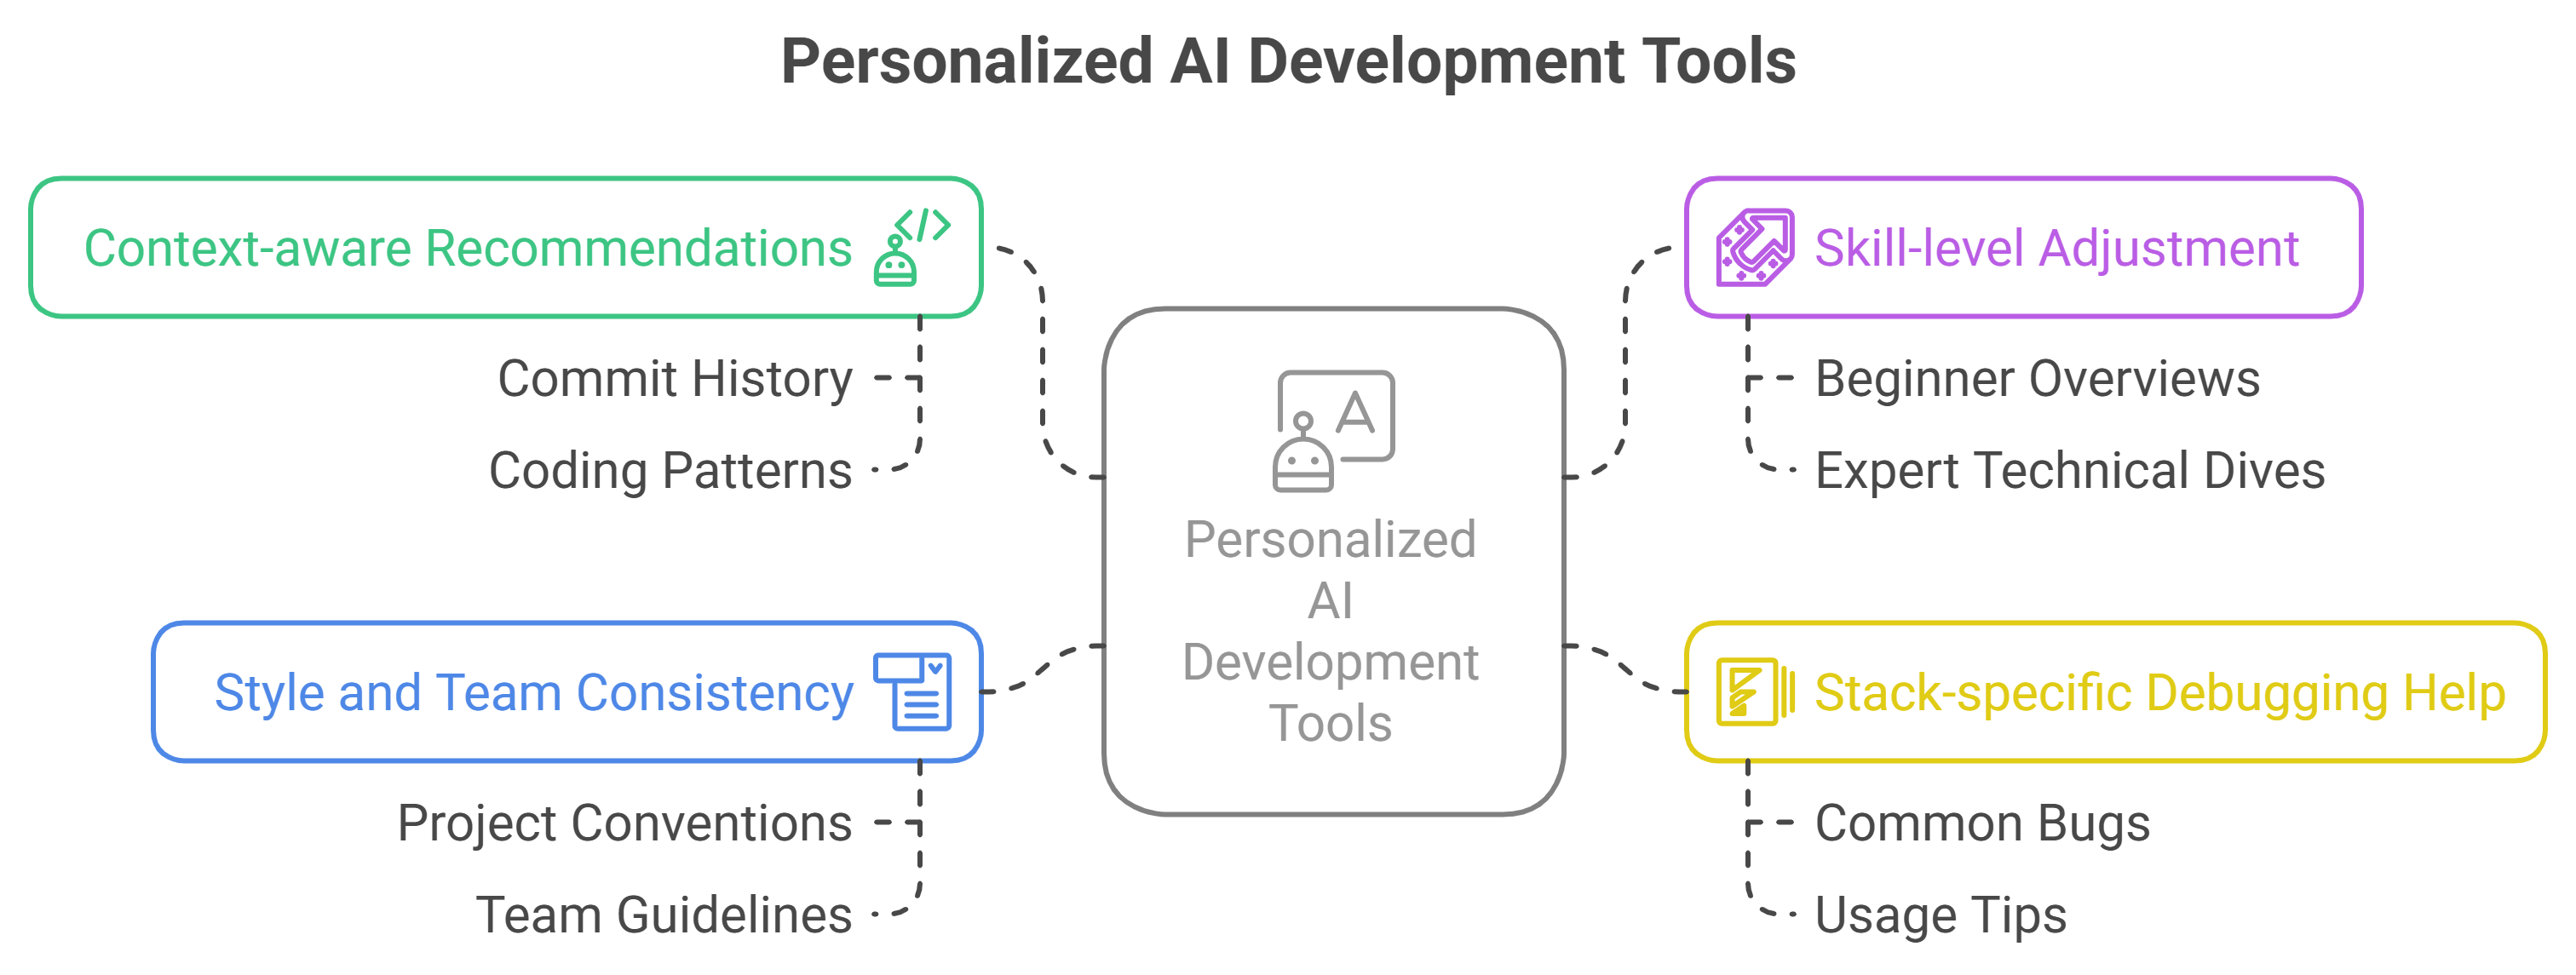 Personalized AI Development Tools
Context-aware Recommendations
Commit History
Coding Patterns
Style and Team Consistency
Project Conventions
Team Guidelines
Personalized
AI
Development
Tools
Skill-level Adjustment
Beginner Overviews
Expert Technical Dives
Stack-specific Debugging Help
Common Bugs
Usage Tips